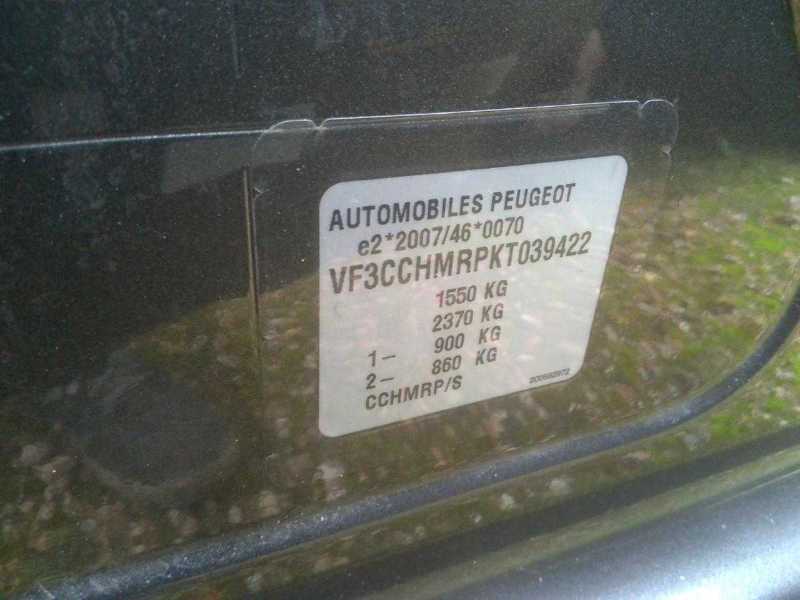 AUTOMOBILES PEUGEOT
e2*2007/46*0070
VF3CCHMRPKT039422
1550 KG
2370 KG
1– 900 KG
2– 860 KG
CCHMRP/S